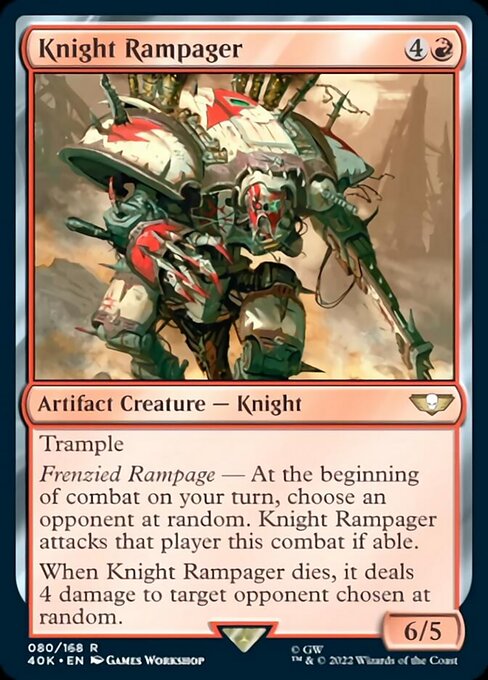 Knight Rampager 4
Artifact Creature — Knight
Trample
Frenzied Rampage — At the beginning
of combat on your turn, choose an
opponent at random. Knight Rampager
attacks that player this combat if able.
When Knight Rampager dies, it deals
4 damage to target opponent chosen at
random.
6/5
080/168 R
40K • EN Games Workshop
© GW
™ & © 2022 Wizards of the Coast